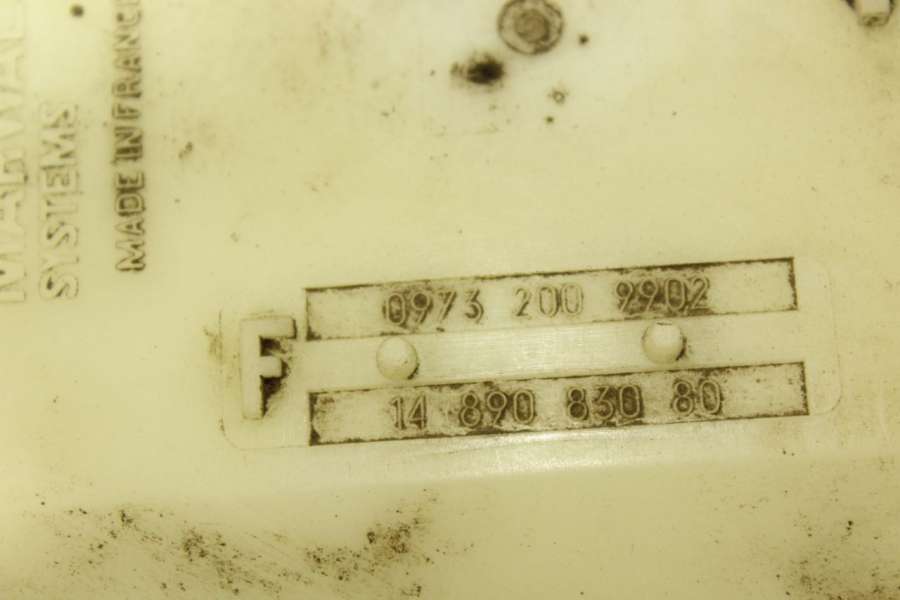 SYSTEMS
MADE IN FRANCE
0973 200 9902
F
14 890 830 80